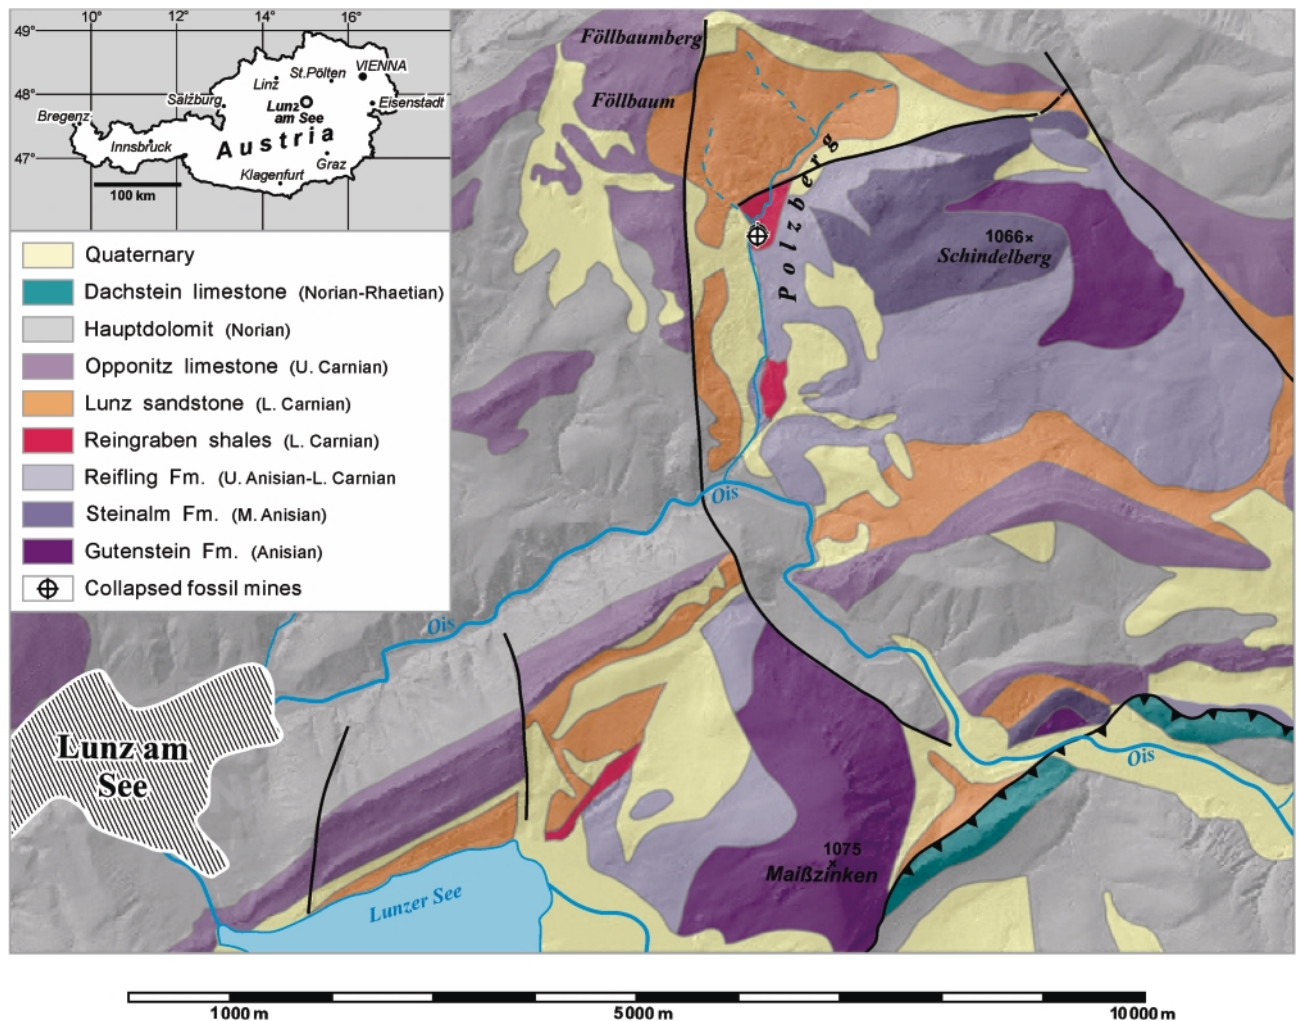 10° 12° 14° 16°
49°
48°
47°
VIENNA
St.Pölten
Linz
Salzburg
Lunz
am See
Eisenstadt
Bregenz
Austria
Innsbruck
Graz
Klagenfurt
100 km
Quaternary
Dachstein limestone (Norian-Rhaetian)
Hauptdolomit (Norian)
Opponitz limestone (U. Carnian)
Lunz sandstone (L. Carnian)
Reingraben shales (L. Carnian)
Reifling Fm. (U. Anisian-L. Carnian
Steinalm Fm. (M. Anisian)
Gutenstein Fm. (Anisian)
Collapsed fossil mines
Föllbaumberg
Föllbaum
Polzberg
1066×
Schindelberg
Ois
Ois
Lunz am
See
Ois
1075
×
Maißzinken
Lunzer See
1000 m 5000 m 10000 m